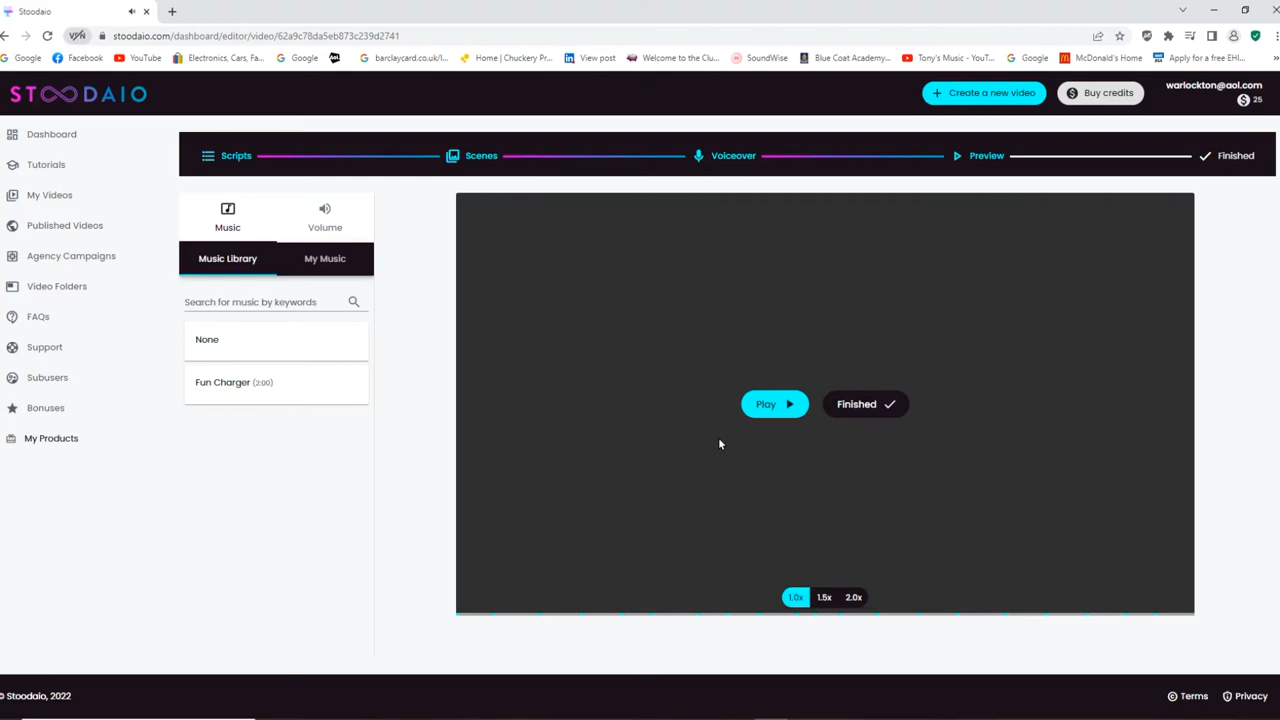 Stoodaio
stoodaio.com/dashboard/editor/video/62a9c78da5eb873c239d2741
Google Facebook YouTube Electronics, Cars, Fa... Google Aol. barclaycard.co.uk/l... Home | Chuckery Pr... View post Welcome to the Clu... SoundWise Blue Coat Academy... Tony's Music - YouT... Google McDonald's Home Apply for a free EHI... »
VPN
STOODAIO
+ Create a new video
Buy credits
warlockton@aol.com
25
Dashboard
Tutorials
My Videos
Published Videos
Agency Campaigns
Video Folders
FAQs
Support
Subusers
Bonuses
My Products
Scripts Scenes Voiceover Preview Finished
Music Volume
Music Library My Music
Search for music by keywords
None
Fun Charger (2:00)
Play Finished
1.0x 1.5x 2.0x
© Stoodaio, 2022
Terms Privacy